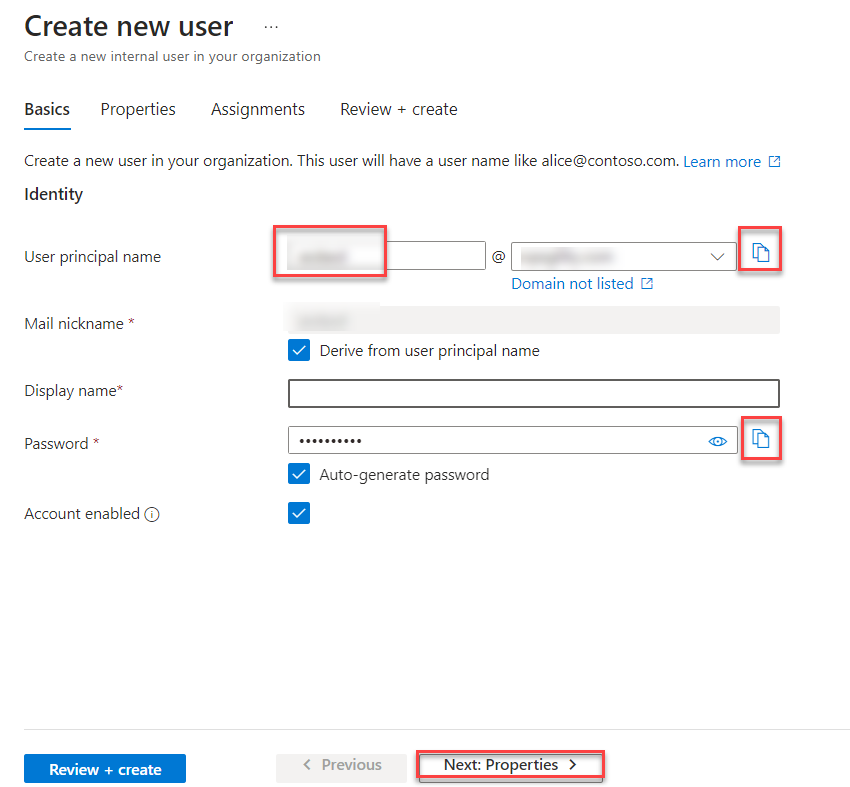 Create new user ...
Create a new internal user in your organization
Basics Properties Assignments Review + create
Create a new user in your organization. This user will have a user name like alice@contoso.com. Learn more
Identity
User principal name @
Domain not listed
Mail nickname *
Derive from user principal name
Display name*
Password * ••••••••••
Auto-generate password
Account enabled
Review + create Previous Next: Properties